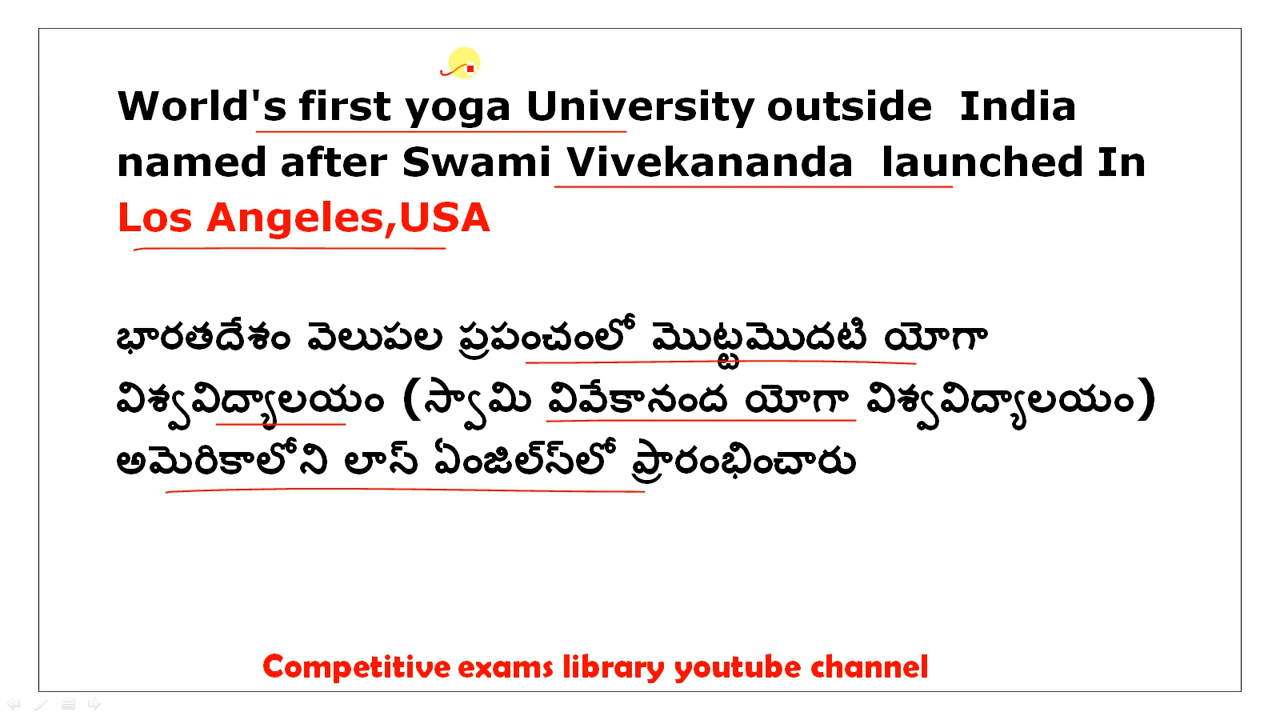 World's first yoga University outside India
named after Swami Vivekananda launched In
Los Angeles,USA
భారతదేశం వెలుపల ప్రపంచంలో మొట్టమొదటి యోగా
విశ్వవిద్యాలయం (స్వామి వివేకానంద యోగా విశ్వవిద్యాలయం)
అమెరికాలోని లాస్ ఏంజిల్స్‌లో ప్రారంభించారు
Competitive exams library youtube channel